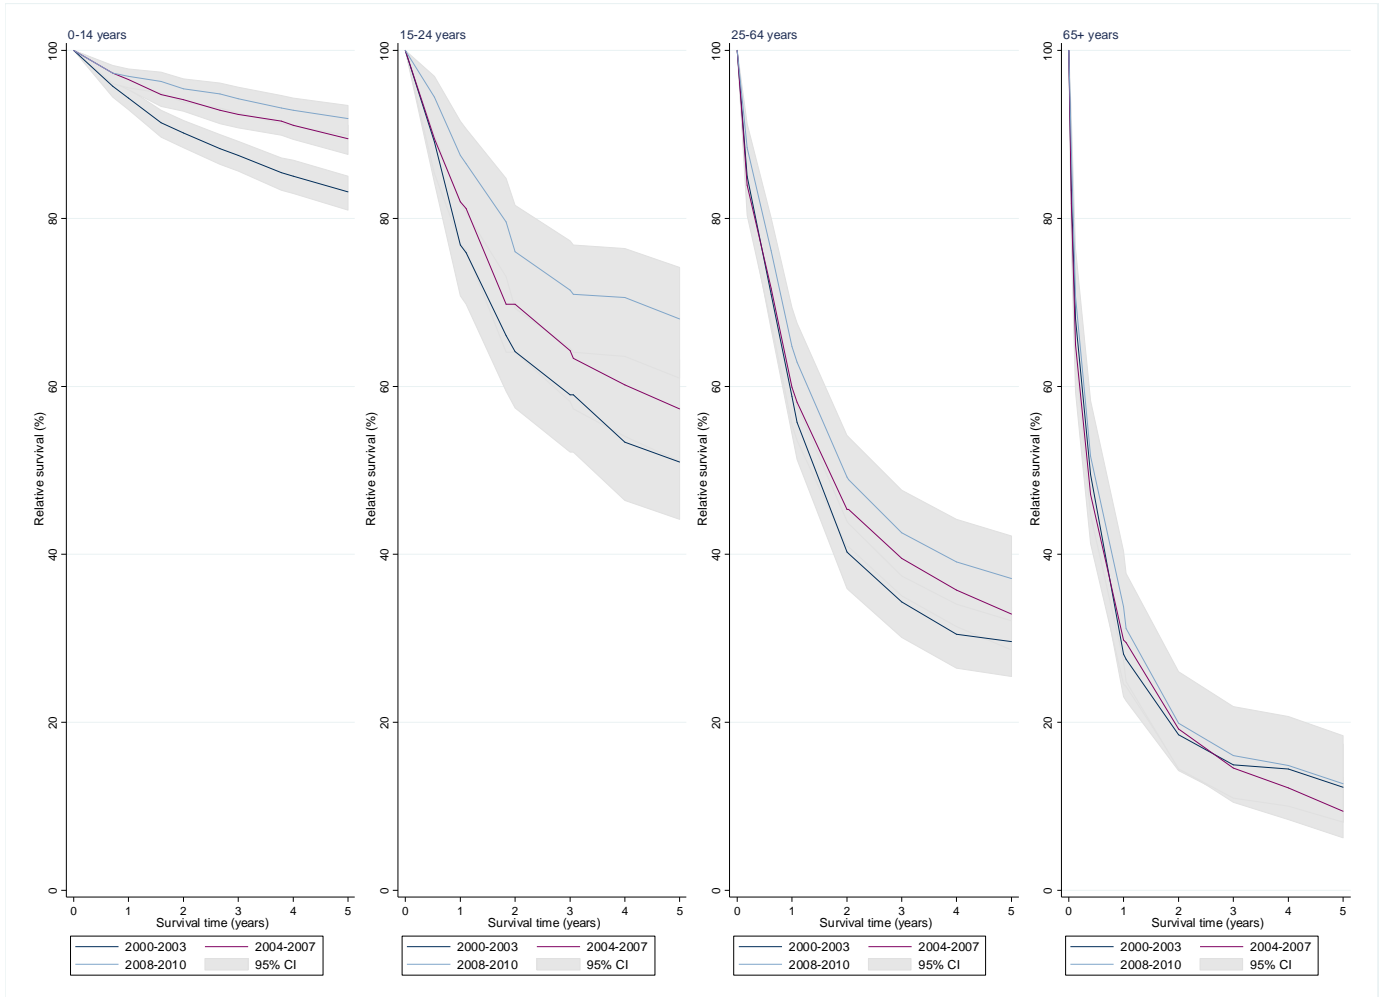 0-14 years
100
80
60
40
20
0
Relative survival (%)
0 1 2 3 4 5
Survival time (years)
2000-2003 2004-2007
2008-2010 95% CI
15-24 years
100
80
60
40
20
0
Relative survival (%)
0 1 2 3 4 5
Survival time (years)
2000-2003 2004-2007
2008-2010 95% CI
25-64 years
100
80
60
40
20
0
Relative survival (%)
0 1 2 3 4 5
Survival time (years)
2000-2003 2004-2007
2008-2010 95% CI
65+ years
100
80
60
40
20
0
Relative survival (%)
0 1 2 3 4 5
Survival time (years)
2000-2003 2004-2007
2008-2010 95% CI